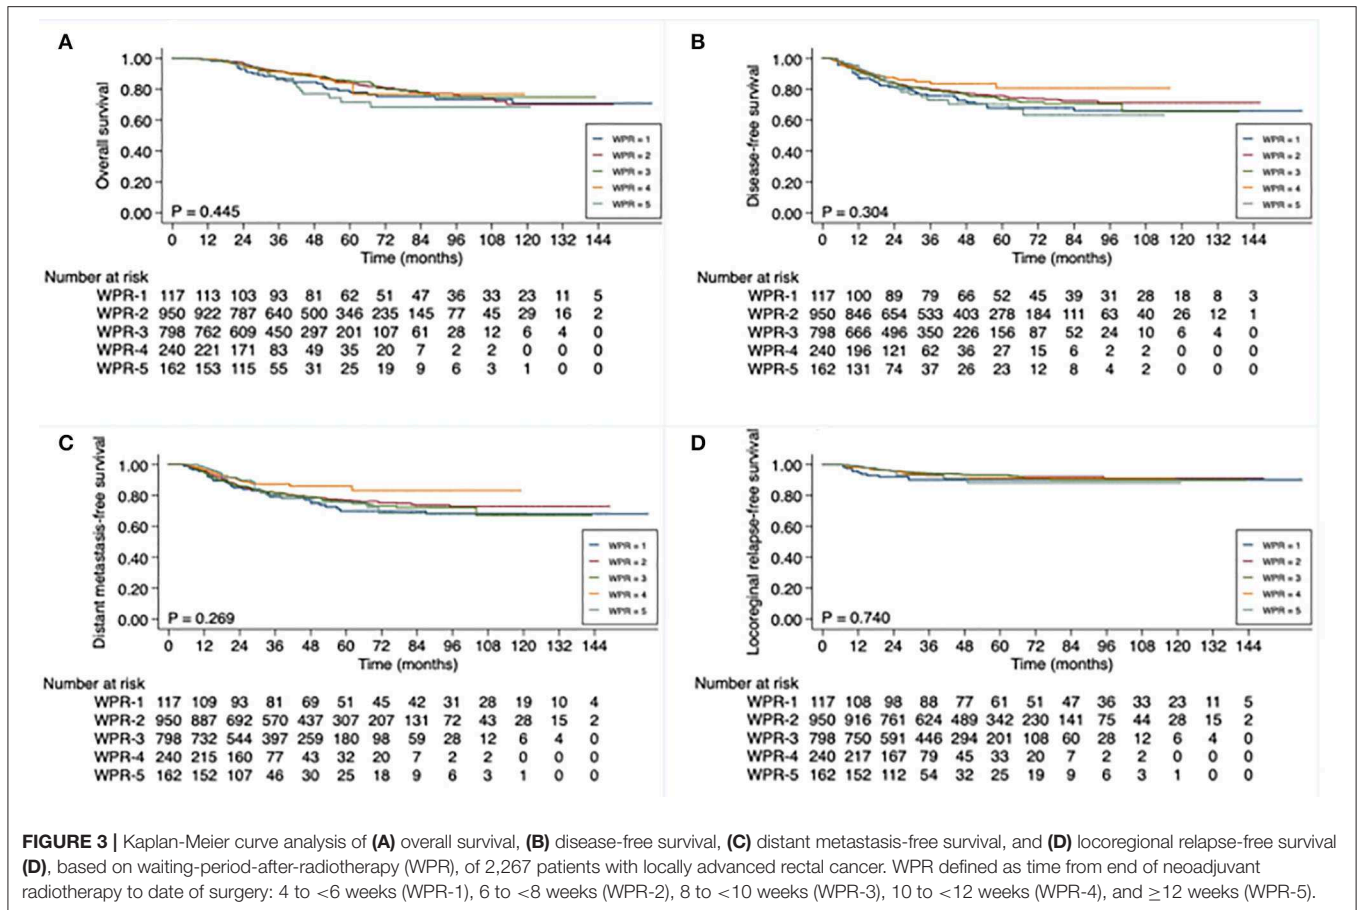 A
Overall survival
1.00
0.80
0.60
0.40
0.20
0.00
P = 0.445
WPR = 1
WPR = 2
WPR = 3
WPR = 4
WPR = 5
0 12 24 36 48 60 72 84 96 108 120 132 144
Time (months)
Number at risk
WPR-1 117 113 103 93 81 62 51 47 36 33 23 11 5
WPR-2 950 922 787 640 500 346 235 145 77 45 29 16 2
WPR-3 798 762 609 450 297 201 107 61 28 12 6 4 0
WPR-4 240 221 171 83 49 35 20 7 2 2 0 0 0
WPR-5 162 153 115 55 31 25 19 9 6 3 1 0 0
B
Disease-free survival
1.00
0.80
0.60
0.40
0.20
0.00
P = 0.304
WPR = 1
WPR = 2
WPR = 3
WPR = 4
WPR = 5
0 12 24 36 48 60 72 84 96 108 120 132 144
Time (months)
Number at risk
WPR-1 117 100 89 79 66 52 45 39 31 28 18 8 3
WPR-2 950 846 654 533 403 278 184 111 63 40 26 12 1
WPR-3 798 666 496 350 226 156 87 52 24 10 6 4 0
WPR-4 240 196 121 62 36 27 15 6 2 2 0 0 0
WPR-5 162 131 74 37 26 23 12 8 4 2 0 0 0
C
Distant metastasis-free survival
1.00
0.80
0.60
0.40
0.20
0.00
P = 0.269
WPR = 1
WPR = 2
WPR = 3
WPR = 4
WPR = 5
0 12 24 36 48 60 72 84 96 108 120 132 144
Time (months)
Number at risk
WPR-1 117 109 93 81 69 51 45 42 31 28 19 10 4
WPR-2 950 887 692 570 437 307 207 131 72 43 28 15 2
WPR-3 798 732 544 397 259 180 98 59 28 12 6 4 0
WPR-4 240 215 160 77 43 32 20 7 2 2 0 0 0
WPR-5 162 152 107 46 30 25 18 9 6 3 1 0 0
D
Locoreginal relapse-free survival
1.00
0.80
0.60
0.40
0.20
0.00
P = 0.740
WPR = 1
WPR = 2
WPR = 3
WPR = 4
WPR = 5
0 12 24 36 48 60 72 84 96 108 120 132 144
Time (months)
Number at risk
WPR-1 117 108 98 88 77 61 51 47 36 33 23 11 5
WPR-2 950 916 761 624 489 342 230 141 75 44 28 15 2
WPR-3 798 750 591 446 294 201 108 60 28 12 6 4 0
WPR-4 240 217 167 79 45 33 20 7 2 2 0 0 0
WPR-5 162 152 112 54 32 25 19 9 6 3 1 0 0
FIGURE 3 | Kaplan-Meier curve analysis of (A) overall survival, (B) disease-free survival, (C) distant metastasis-free survival, and (D) locoregional relapse-free survival
(D), based on waiting-period-after-radiotherapy (WPR), of 2,267 patients with locally advanced rectal cancer. WPR defined as time from end of neoadjuvant
radiotherapy to date of surgery: 4 to <6 weeks (WPR-1), 6 to <8 weeks (WPR-2), 8 to <10 weeks (WPR-3), 10 to <12 weeks (WPR-4), and ≥12 weeks (WPR-5).